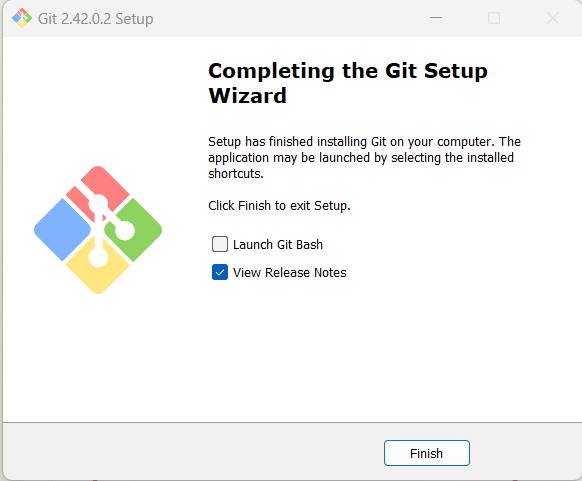 Git 2.42.0.2 Setup
Completing the Git Setup
Wizard
Setup has finished installing Git on your computer. The
application may be launched by selecting the installed
shortcuts.
Click Finish to exit Setup.
Launch Git Bash
View Release Notes
Finish